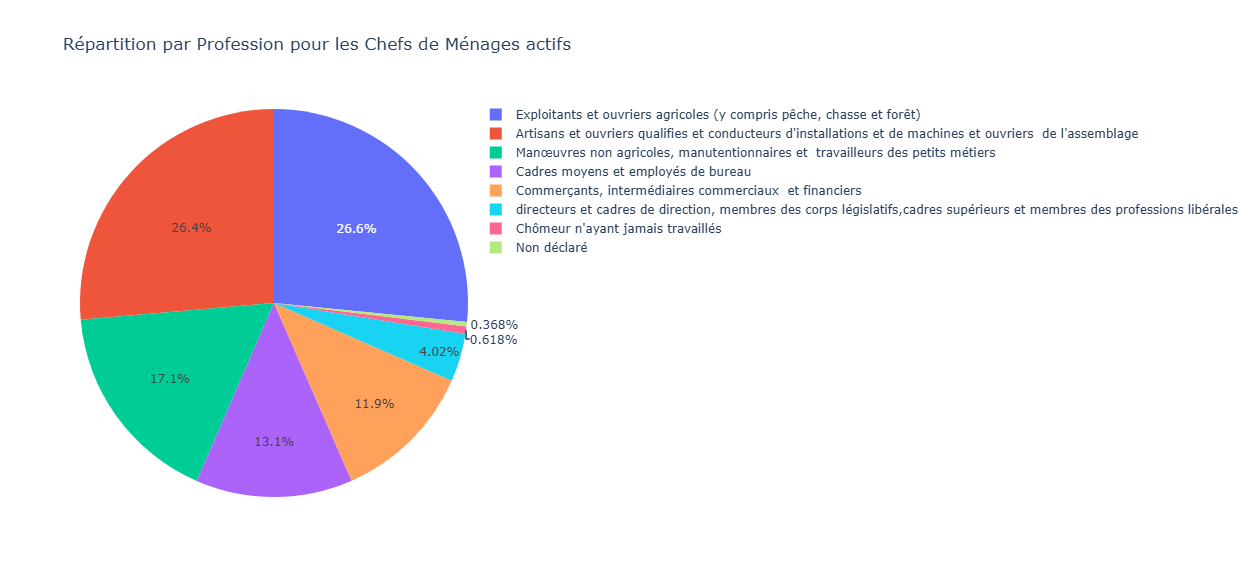 Répartition par Profession pour les Chefs de Ménages actifs
Exploitants et ouvriers agricoles (y compris pêche, chasse et forêt)
Artisans et ouvriers qualifies et conducteurs d'installations et de machines et ouvriers  de l'assemblage
Manœuvres non agricoles, manutentionnaires et  travailleurs des petits métiers
Cadres moyens et employés de bureau
Commerçants, intermédiaires commerciaux  et financiers
directeurs et cadres de direction, membres des corps législatifs,cadres supérieurs et membres des professions libérales
Chômeur n'ayant jamais travaillés
Non déclaré
26.4%
26.6%
0.368%
0.618%
4.02%
17.1%
11.9%
13.1%